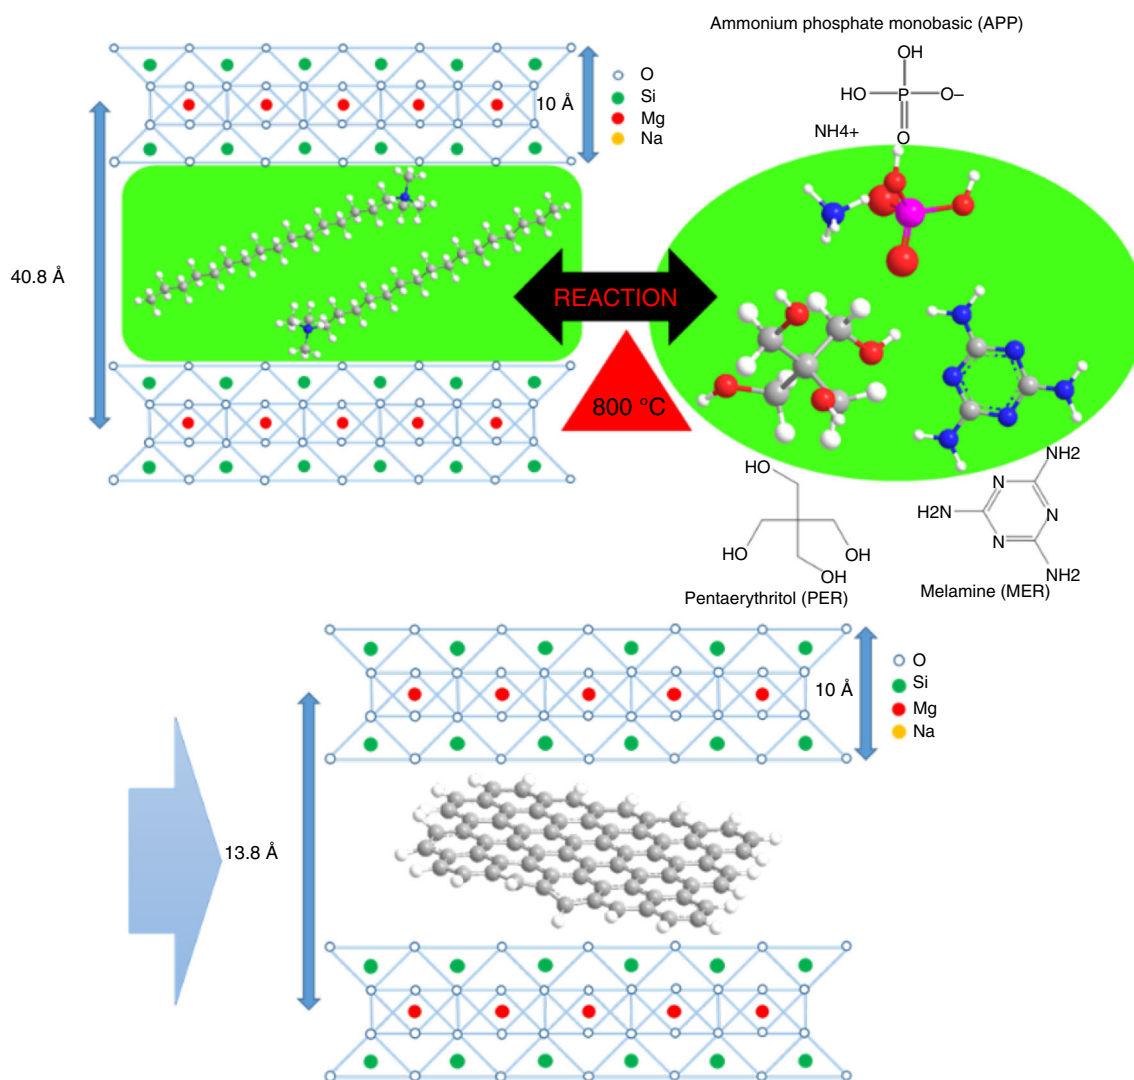 Ammonium phosphate monobasic (APP)
OH
HO
P
O–
O
NH4+
O
Si
Mg
Na
10 Å
40.8 Å
REACTION
800 °C
HO
HO
OH
OH
Pentaerythritol (PER)
NH2
N
H2N
N
N
NH2
Melamine (MER)
O
Si
Mg
Na
10 Å
13.8 Å